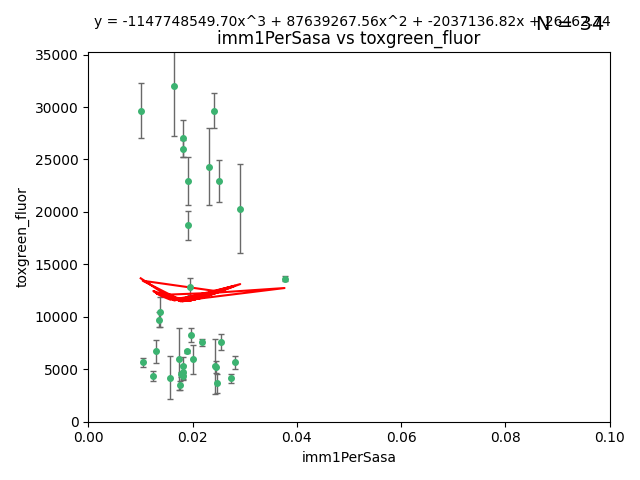 y = -1147748549.70x^3 + 87639267.56x^2 + -2037136.82x +
N = 34
imm1PerSasa vs toxgreen_fluor
35000
30000
25000
20000
15000
10000
5000
0
toxgreen_fluor
0.00 0.02 0.04 0.06 0.08 0.10
imm1PerSasa